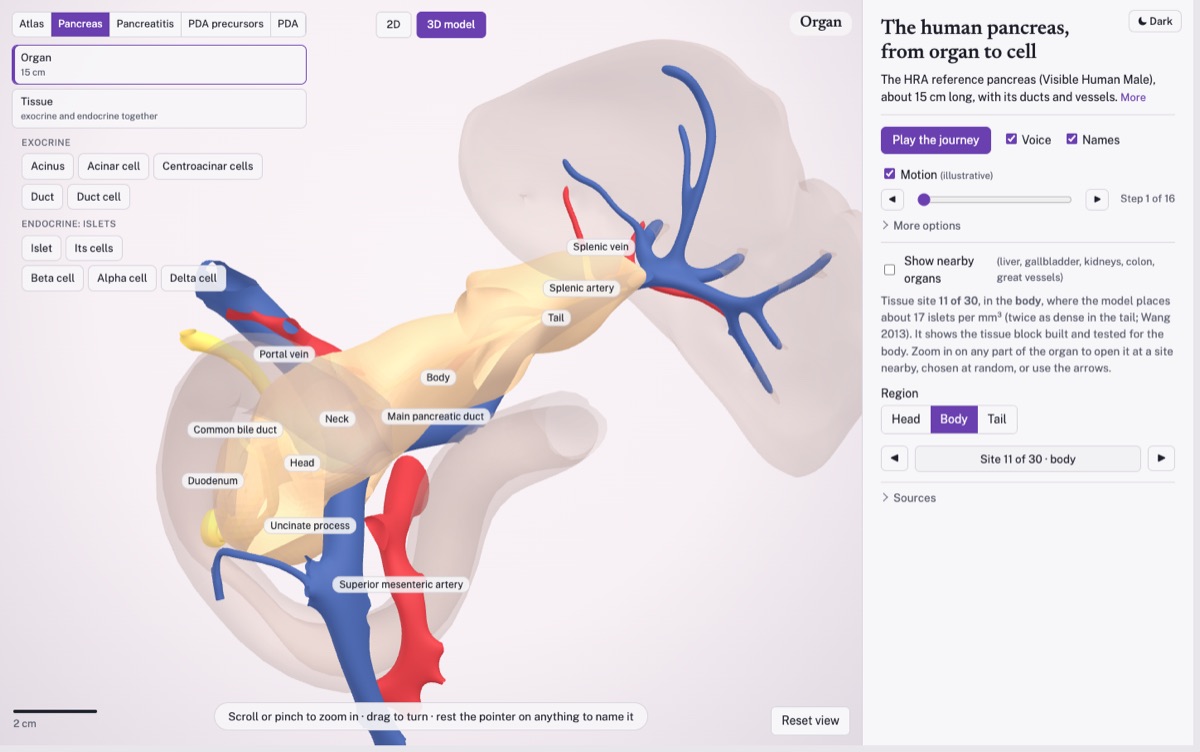 Atlas
Pancreas
Pancreatitis
PDA precursors
PDA
2D
3D model
Organ
Organ
15 cm
Tissue
exocrine and endocrine together
EXOCRINE
Acinus
Acinar cell
Centroacinar cells
Duct
Duct cell
ENDOCRINE: ISLETS
Islet
Its cells
Beta cell
Alpha cell
Delta cell
Splenic vein
Splenic artery
Tail
Portal vein
Body
Neck
Main pancreatic duct
Common bile duct
Head
Duodenum
Uncinate process
Superior mesenteric artery
2 cm
Scroll or pinch to zoom in · drag to turn · rest the pointer on anything to name it
Reset view
The human pancreas,
from organ to cell
Dark
The HRA reference pancreas (Visible Human Male),
about 15 cm long, with its ducts and vessels. More
Play the journey
Voice
Names
Motion (illustrative)
Step 1 of 16
More options
Show nearby
organs
(liver, gallbladder, kidneys, colon,
great vessels)
Tissue site 11 of 30, in the body, where the model places
about 17 islets per mm³ (twice as dense in the tail; Wang
2013). It shows the tissue block built and tested for the
body. Zoom in on any part of the organ to open it at a site
nearby, chosen at random, or use the arrows.
Region
Head
Body
Tail
Site 11 of 30 · body
Sources